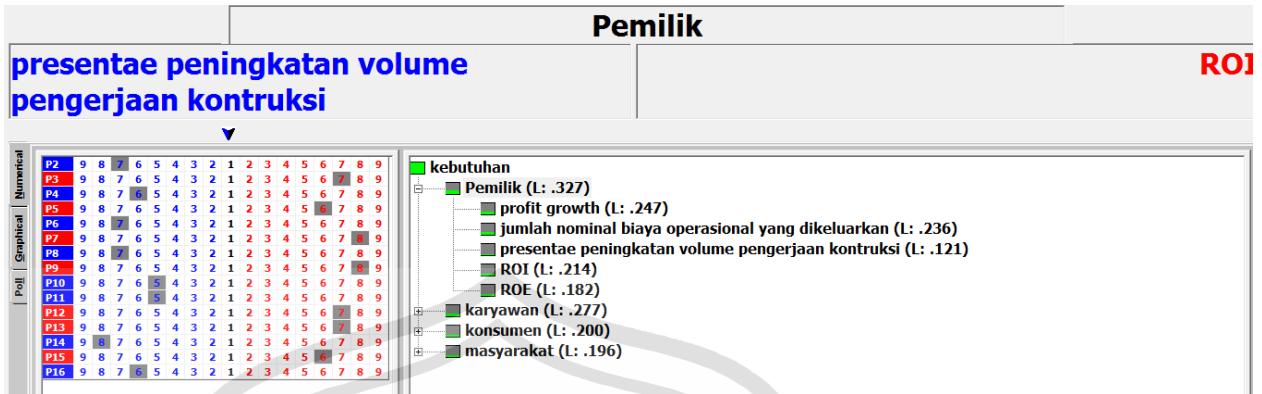 Pemilik
presentae peningkatan volume
pengerjaan kontruksi
ROI
Numerical
Graphical
Poll
P2 9 8 7 6 5 4 3 2 1 2 3 4 5 6 7 8 9
P3 9 8 7 6 5 4 3 2 1 2 3 4 5 6 7 8 9
P4 9 8 7 6 5 4 3 2 1 2 3 4 5 6 7 8 9
P5 9 8 7 6 5 4 3 2 1 2 3 4 5 6 7 8 9
P6 9 8 7 6 5 4 3 2 1 2 3 4 5 6 7 8 9
P7 9 8 7 6 5 4 3 2 1 2 3 4 5 6 7 8 9
P8 9 8 7 6 5 4 3 2 1 2 3 4 5 6 7 8 9
P9 9 8 7 6 5 4 3 2 1 2 3 4 5 6 7 8 9
P10 9 8 7 6 5 4 3 2 1 2 3 4 5 6 7 8 9
P11 9 8 7 6 5 4 3 2 1 2 3 4 5 6 7 8 9
P12 9 8 7 6 5 4 3 2 1 2 3 4 5 6 7 8 9
P13 9 8 7 6 5 4 3 2 1 2 3 4 5 6 7 8 9
P14 9 8 7 6 5 4 3 2 1 2 3 4 5 6 7 8 9
P15 9 8 7 6 5 4 3 2 1 2 3 4 5 6 7 8 9
P16 9 8 7 6 5 4 3 2 1 2 3 4 5 6 7 8 9
kebutuhan
Pemilik (L: .327)
profit growth (L: .247)
jumlah nominal biaya operasional yang dikeluarkan (L: .236)
presentae peningkatan volume pengerjaan kontruksi (L: .121)
ROI (L: .214)
ROE (L: .182)
karyawan (L: .277)
konsumen (L: .200)
masyarakat (L: .196)